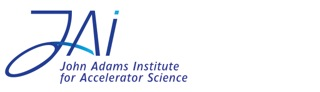 JAi
John Adams Institute
for Accelerator Science